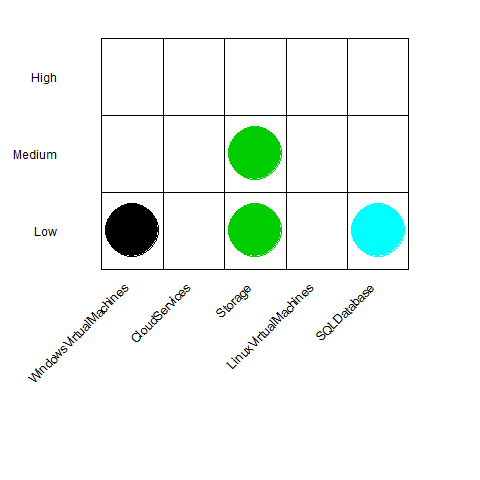 High
Medium
Low
WindowsVirtualMachines
CloudServices
Storage
LinuxVirtualMachines
SQLDatabase